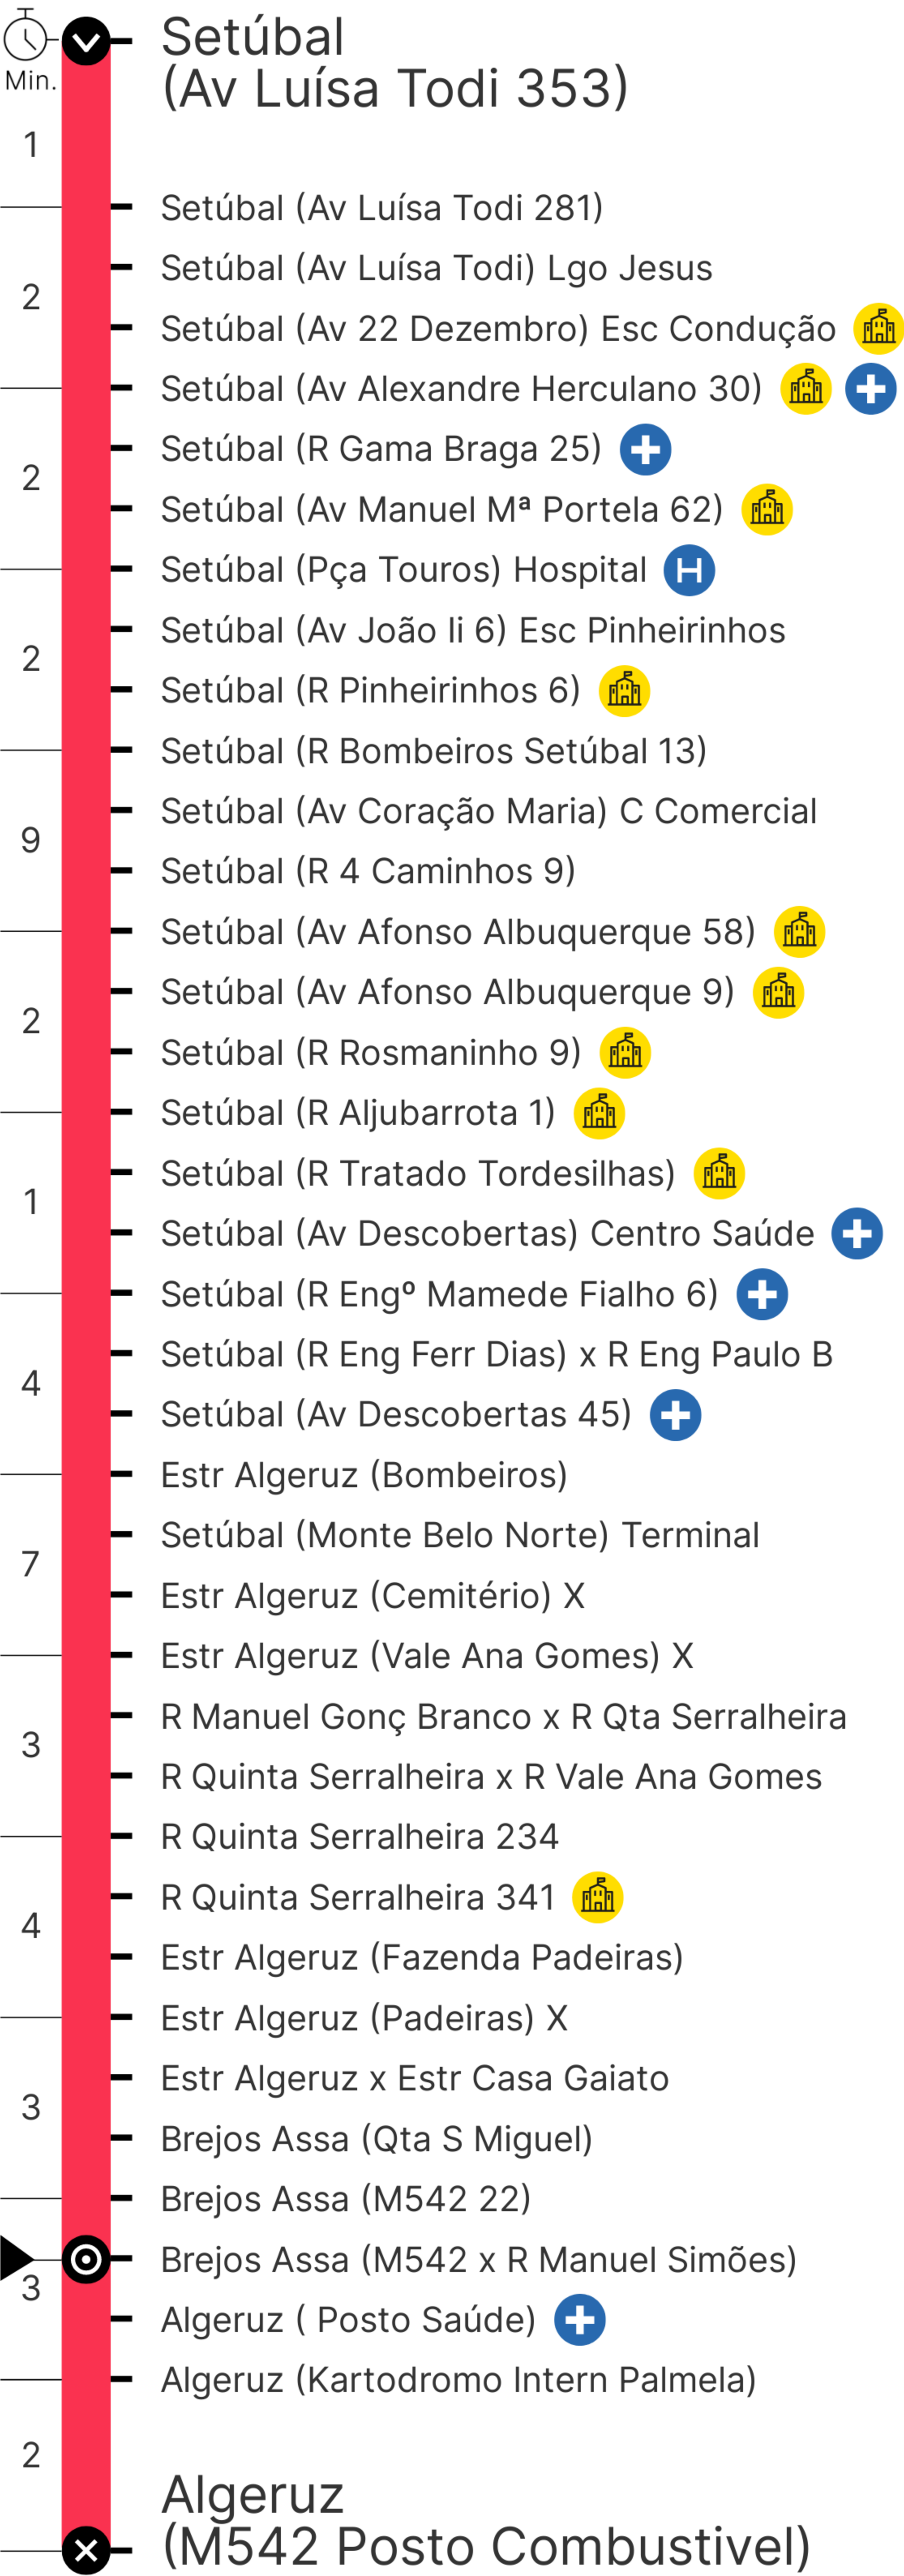 Setúbal
(Av Luísa Todi 353)
Min.
1
Setúbal (Av Luísa Todi 281)
Setúbal (Av Luísa Todi) Lgo Jesus
2
Setúbal (Av 22 Dezembro) Esc Condução
Setúbal (Av Alexandre Herculano 30)
Setúbal (R Gama Braga 25)
2
Setúbal (Av Manuel Mª Portela 62)
Setúbal (Pça Touros) Hospital H
Setúbal (Av João Ii 6) Esc Pinheirinhos
2
Setúbal (R Pinheirinhos 6)
Setúbal (R Bombeiros Setúbal 13)
Setúbal (Av Coração Maria) C Comercial
9
Setúbal (R 4 Caminhos 9)
Setúbal (Av Afonso Albuquerque 58)
Setúbal (Av Afonso Albuquerque 9)
2
Setúbal (R Rosmaninho 9)
Setúbal (R Aljubarrota 1)
Setúbal (R Tratado Tordesilhas)
1
Setúbal (Av Descobertas) Centro Saúde
Setúbal (R Engº Mamede Fialho 6)
Setúbal (R Eng Ferr Dias) x R Eng Paulo B
4
Setúbal (Av Descobertas 45)
Estr Algeruz (Bombeiros)
Setúbal (Monte Belo Norte) Terminal
7
Estr Algeruz (Cemitério) X
Estr Algeruz (Vale Ana Gomes) X
R Manuel Gonç Branco x R Qta Serralheira
3
R Quinta Serralheira x R Vale Ana Gomes
R Quinta Serralheira 234
R Quinta Serralheira 341
4
Estr Algeruz (Fazenda Padeiras)
Estr Algeruz (Padeiras) X
Estr Algeruz x Estr Casa Gaiato
3
Brejos Assa (Qta S Miguel)
Brejos Assa (M542 22)
Brejos Assa (M542 x R Manuel Simões)
3
Algeruz ( Posto Saúde)
Algeruz (Kartodromo Intern Palmela)
2
Algeruz
(M542 Posto Combustivel)